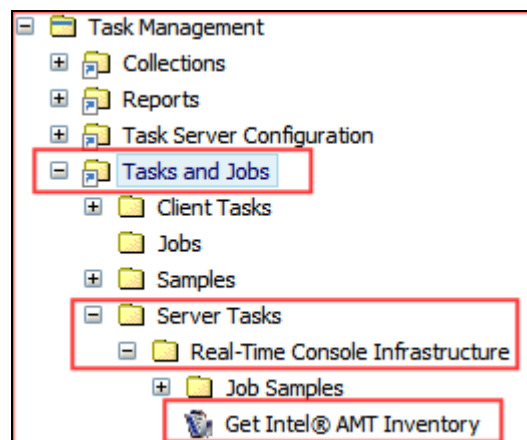 Task Management
Collections
Reports
Task Server Configuration
Tasks and Jobs
Client Tasks
Jobs
Samples
Server Tasks
Real-Time Console Infrastructure
Job Samples
Get Intel® AMT Inventory